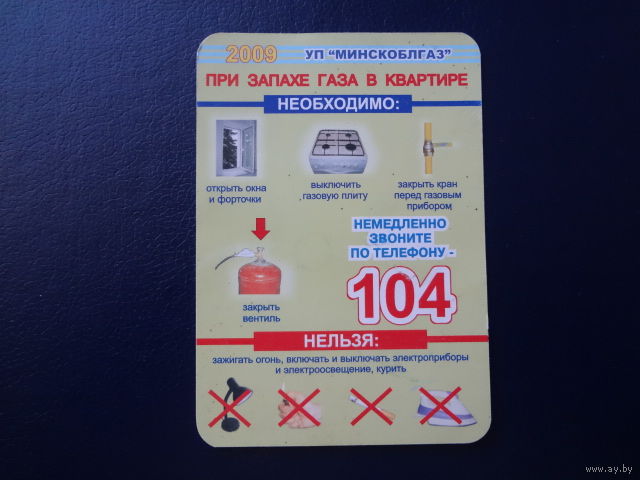 2009 УП "МИНСКОБЛГАЗ"
ПРИ ЗАПАХЕ ГАЗА В КВАРТИРЕ
НЕОБХОДИМО:
открыть окна
и форточки
выключить
газовую плиту
закрыть кран
перед газовым
прибором
закрыть
вентиль
НЕМЕДЛЕННО
ЗВОНИТЕ
ПО ТЕЛЕФОНУ -
104
НЕЛЬЗЯ:
зажигать огонь, включать и выключать электроприборы
и электроосвещение, курить
www.ay.by